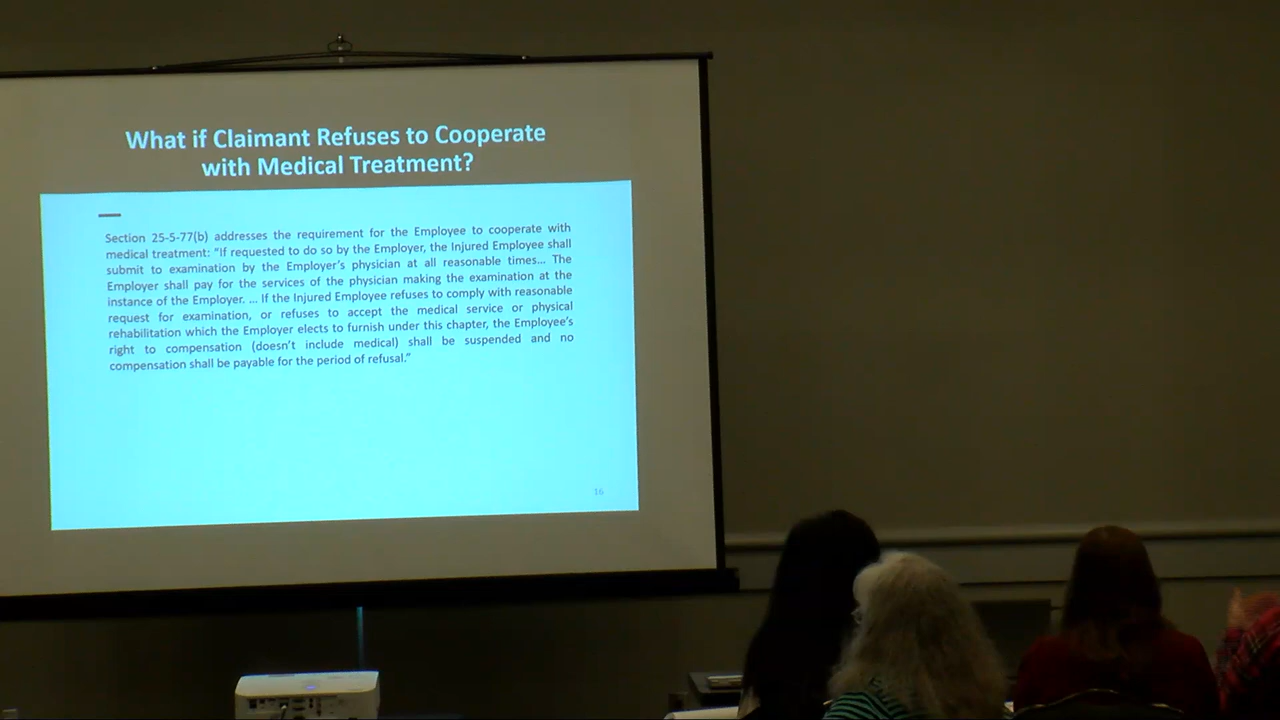 What if Claimant Refuses to Cooperate
with Medical Treatment?
Section 25-5-77(b) addresses the requirement for the Employee to cooperate with
medical treatment: “If requested to do so by the Employer, the Injured Employee shall
submit to examination by the Employer’s physician at all reasonable times… The
Employer shall pay for the services of the physician making the examination at the
instance of the Employer. … If the Injured Employee refuses to comply with reasonable
request for examination, or refuses to accept the medical service or physical
rehabilitation which the Employer elects to furnish under this chapter, the Employee’s
right to compensation (doesn’t include medical) shall be suspended and no
compensation shall be payable for the period of refusal.”
16